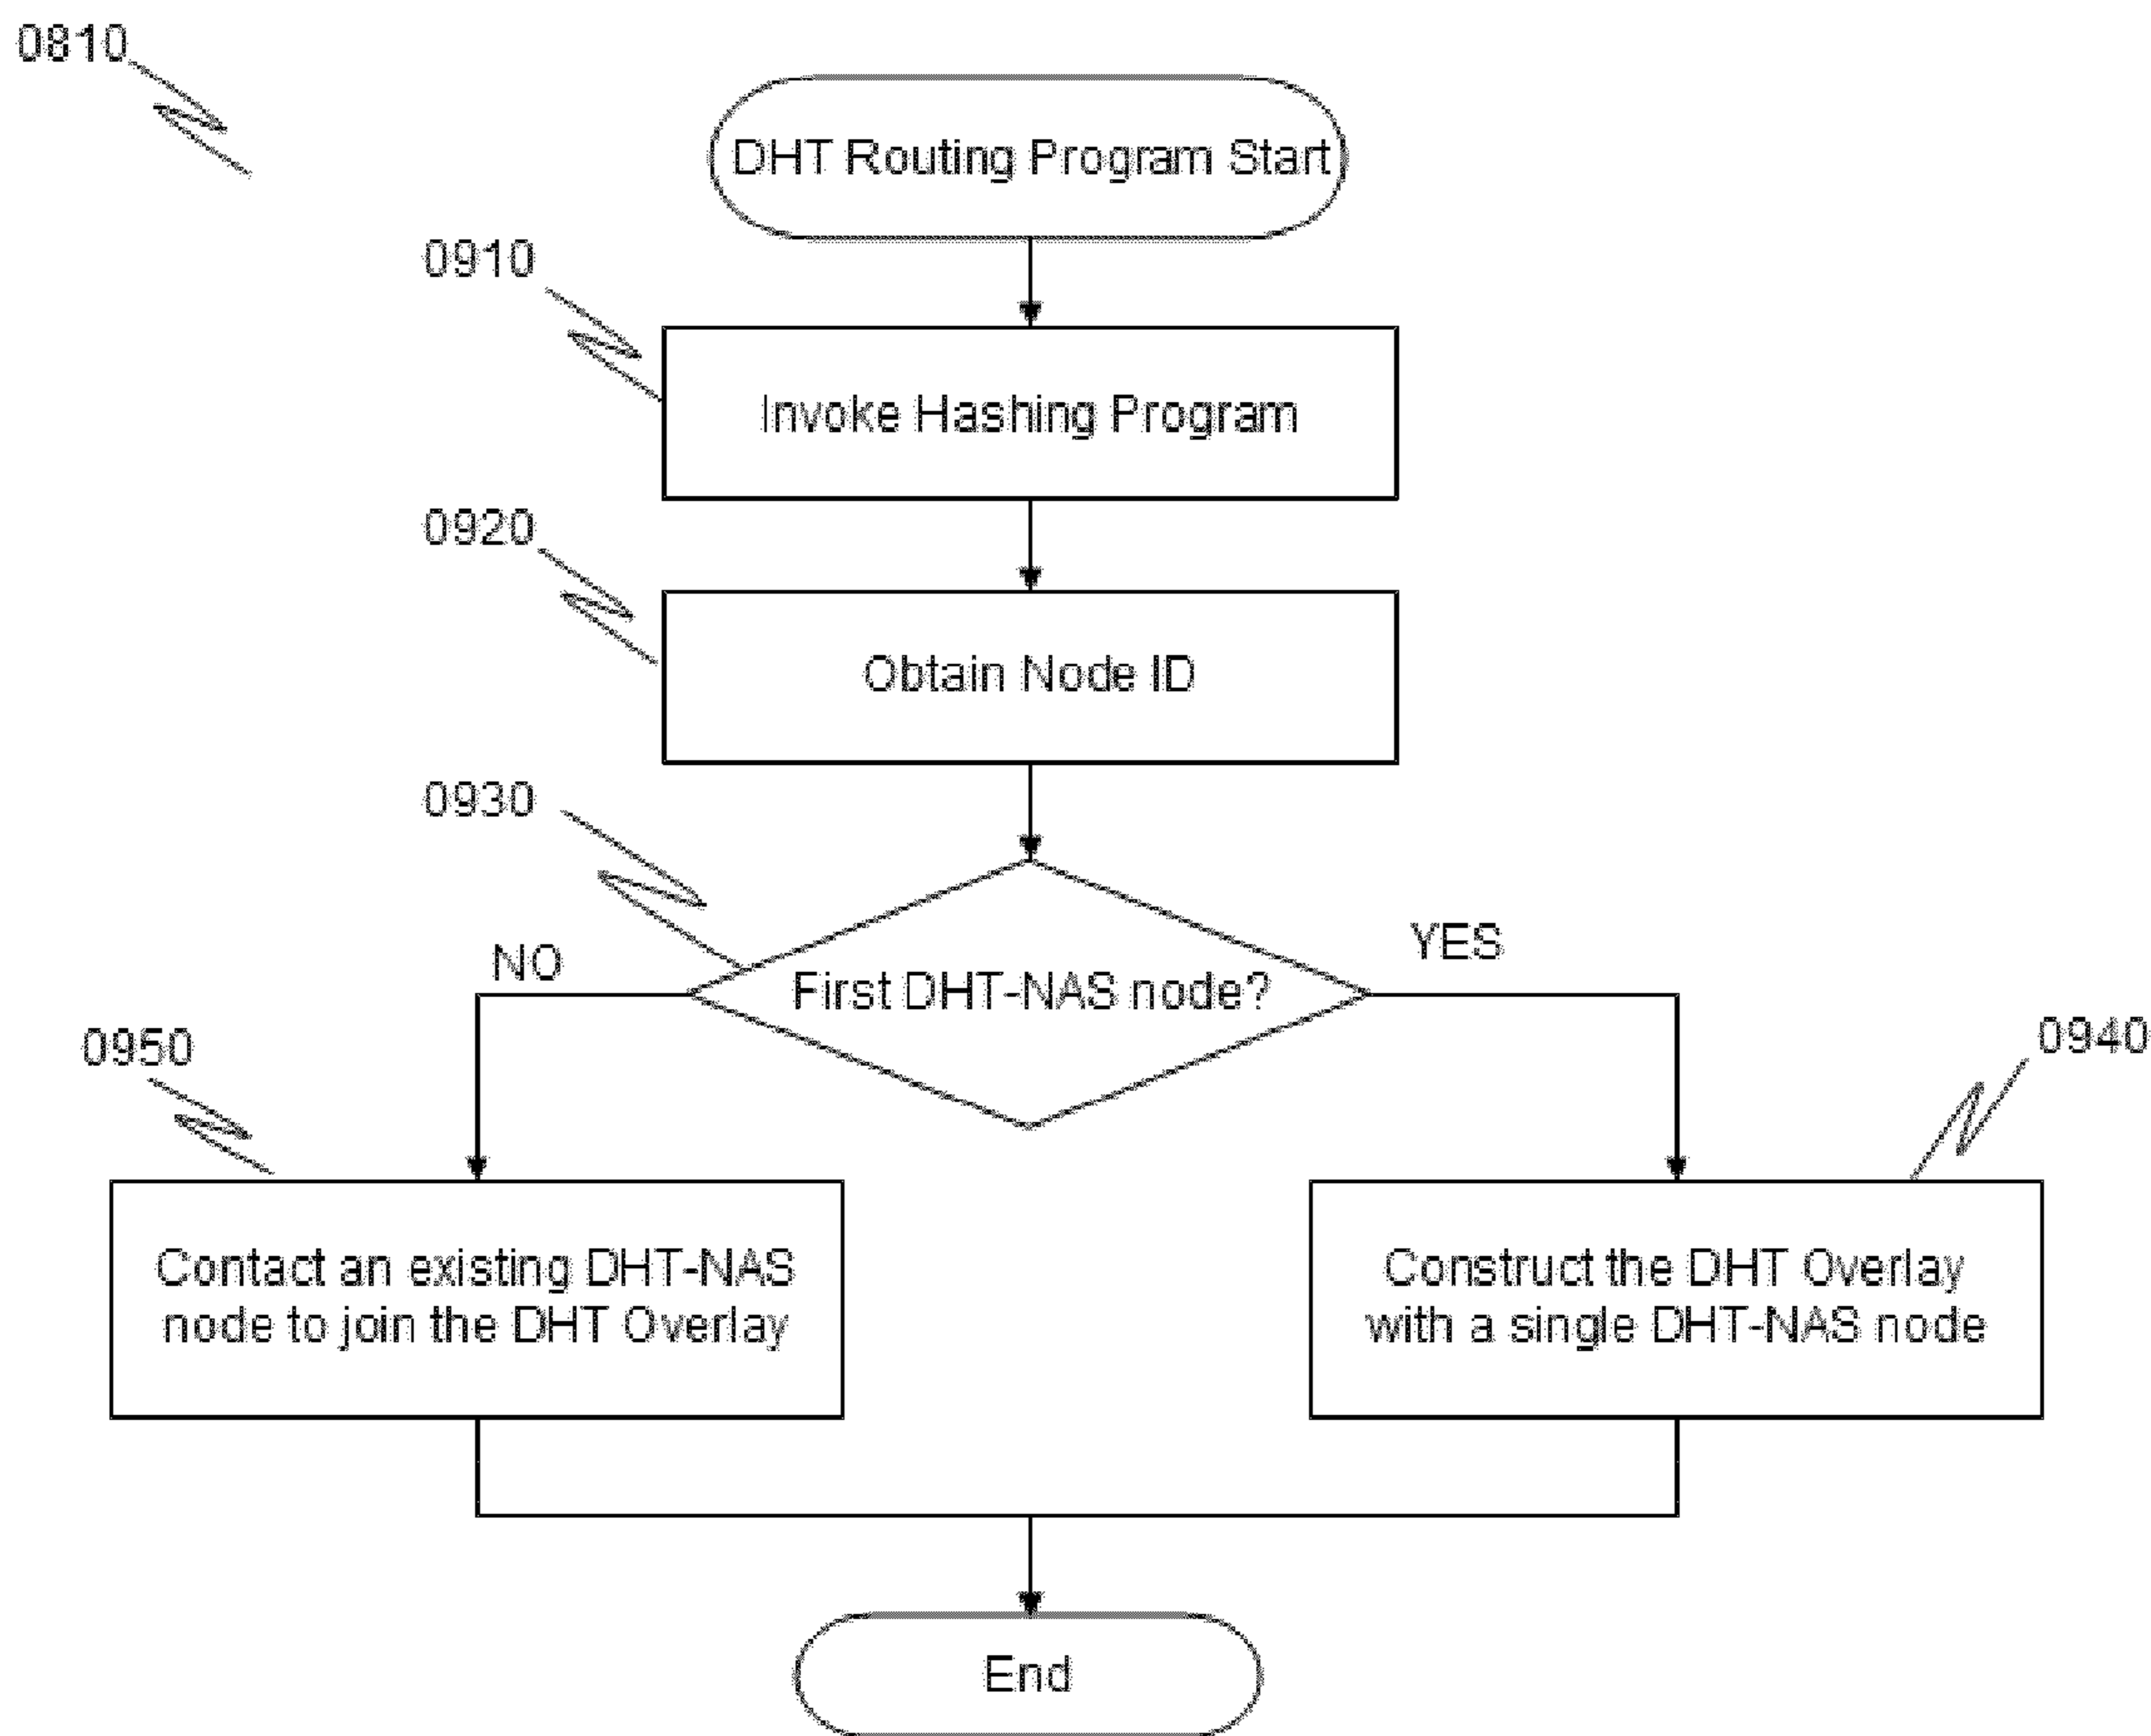 0810
DHT Routing Program Start
0910
Invoke Hashing Program
0920
Obtain Node ID
0930
First DHT-NAS node?
NO
YES
0950
0940
Contact an existing DHT-NAS
node to join the DHT Overlay
Construct the DHT Overlay
with a single DHT-NAS node
End